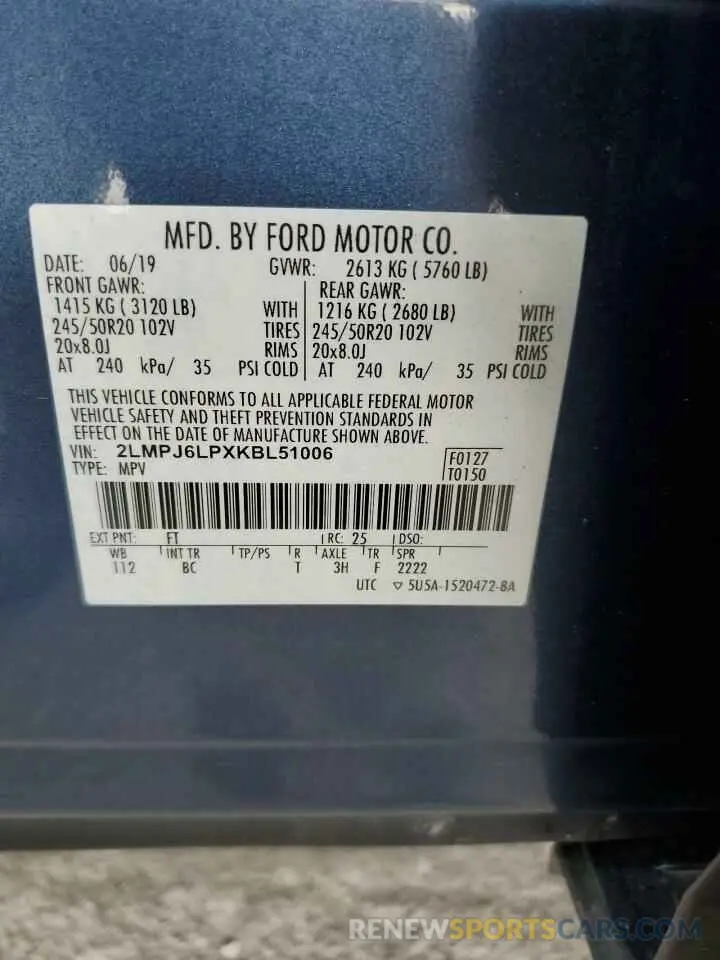 MFD. BY FORD MOTOR CO.
DATE: 06/19 GVWR: 2613 KG ( 5760 LB)
FRONT GAWR: REAR GAWR:
1415 KG ( 3120 LB) WITH 1216 KG ( 2680 LB) WITH
245/50R20 102V TIRES 245/50R20 102V TIRES
20x8.0J RIMS 20x8.0J RIMS
AT 240 kPa/ 35 PSI COLD AT 240 kPa/ 35 PSI COLD
THIS VEHICLE CONFORMS TO ALL APPLICABLE FEDERAL MOTOR
VEHICLE SAFETY AND THEFT PREVENTION STANDARDS IN
EFFECT ON THE DATE OF MANUFACTURE SHOWN ABOVE.
VIN: 2LMPJ6LPXKBL51006 F0127
TYPE: MPV T0150
EXT PNT: FT RC: 25 DSO:
WB INT TR TP/PS R AXLE TR SPR
112 BC T 3H F 2222
UTC ▽ 5U5A-1520472-8A
RENEWSPORTSCARS.COM